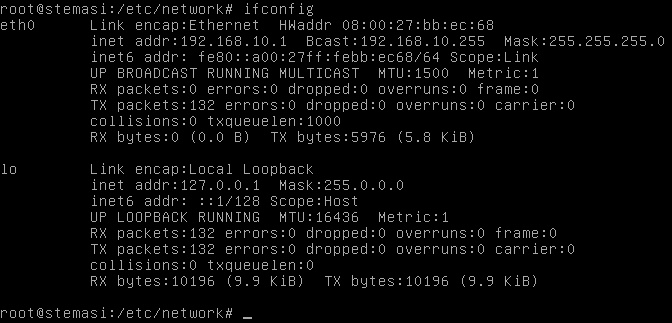 root@stemasi:/etc/network# ifconfig
eth0      Link encap:Ethernet  HWaddr 08:00:27:bb:ec:68
          inet addr:192.168.10.1  Bcast:192.168.10.255  Mask:255.255.255.0
          inet6 addr: fe80::a00:27ff:febb:ec68/64 Scope:Link
          UP BROADCAST RUNNING MULTICAST  MTU:1500  Metric:1
          RX packets:0 errors:0 dropped:0 overruns:0 frame:0
          TX packets:132 errors:0 dropped:0 overruns:0 carrier:0
          collisions:0 txqueuelen:1000
          RX bytes:0 (0.0 B)  TX bytes:5976 (5.8 KiB)
lo        Link encap:Local Loopback
          inet addr:127.0.0.1  Mask:255.0.0.0
          inet6 addr: ::1/128 Scope:Host
          UP LOOPBACK RUNNING  MTU:16436  Metric:1
          RX packets:132 errors:0 dropped:0 overruns:0 frame:0
          TX packets:132 errors:0 dropped:0 overruns:0 carrier:0
          collisions:0 txqueuelen:0
          RX bytes:10196 (9.9 KiB)  TX bytes:10196 (9.9 KiB)
root@stemasi:/etc/network# _